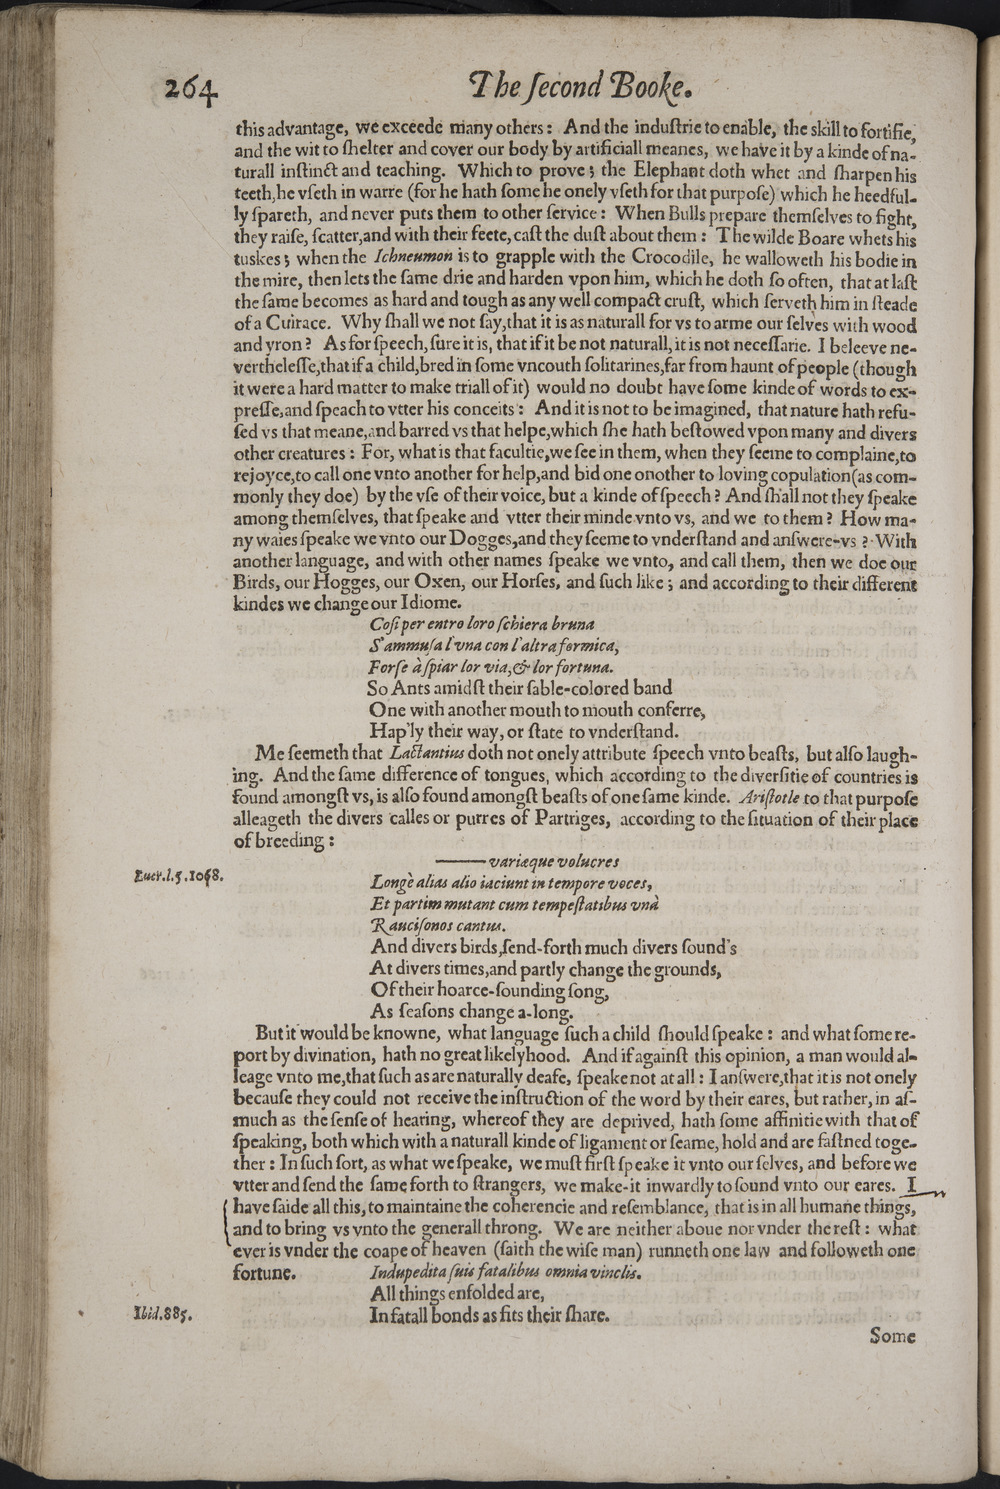 264
The ſecond Booke.
this advantage, we exceede many others : And the induſtrie to enable, the skill to fortifie,
and the wit to ſhelter and cover our body by artificiall meanes, we have it by a kinde of na-
turall inſtinct and teaching. Which to prove ; the Elephant doth whet and ſharpen his
teeth, he vſeth in warre (for he hath ſome he onely vſeth for that purpoſe) which he heedful-
ly ſpareth, and never puts them to other ſervice : When Bulls prepare themſelves to fight,
they raiſe, ſcatter, and with their feete, caſt the duſt about them : The wilde Boare whets his
tuskes ; when the Ichneumon is to grapple with the Crocodile, he walloweth his bodie in
the mire, then lets the ſame drie and harden vpon him, which he doth ſo often, that at laſt
the ſame becomes as hard and tough as any well compact cruſt, which ſerveth him in ſteade
of a Cuirace. Why ſhall we not ſay, that it is as naturall for vs to arme our ſelves with wood
and yron ? As for ſpeech, ſure it is, that if it be not naturall, it is not neceſſarie. I beleeve ne-
vertheleſſe, that if a child, bred in ſome vncouth ſolitarines, far from haunt of people (though
it were a hard matter to make triall of it) would no doubt have ſome kinde of words to ex-
preſſe, and ſpeach to vtter his conceits : And it is not to be imagined, that nature hath refu-
ſed vs that meane, and barred vs that helpe, which ſhe hath beſtowed vpon many and divers
other creatures : For, what is that facultie, we ſee in them, when they ſeeme to complaine, to
rejoyce, to call one vnto another for help, and bid one onother to loving copulation (as com-
monly they doe) by the vſe of their voice, but a kinde of ſpeech ? And ſhall not they ſpeake
among themſelves, that ſpeake and vtter their minde vnto vs, and we to them ? How ma-
ny waies ſpeake we vnto our Dogges, and they ſeeme to vnderſtand and anſwere-vs ? With
another language, and with other names ſpeake we vnto, and call them, then we doe our
Birds, our Hogges, our Oxen, our Horſes, and ſuch like ; and according to their different
kindes we change our Idiome.
Coſi per entro loro ſchiera bruna
S'ammuſa l'vna con l'altra formica,
Forſe à ſpiar lor via, & lor fortuna.
So Ants amidſt their ſable-colored band
One with another mouth to mouth conferre,
Hap'ly their way, or ſtate to vnderſtand.
Me ſeemeth that Lactantius doth not onely attribute ſpeech vnto beaſts, but alſo laugh-
ing. And the ſame difference of tongues, which according to the diverſitie of countries is
found amongſt vs, is alſo found amongſt beaſts of one ſame kinde. Ariſtotle to that purpoſe
alleageth the divers calles or purres of Partriges, according to the ſituation of their place
of breeding :
——— variæque volucres
Lucr. l. 5. 1068.
Longè alias alio iaciunt in tempore voces,
Et partim mutant cum tempeſtatibus vnà
Rauciſonos cantus.
And divers birds, ſend-forth much divers ſound's
At divers times, and partly change the grounds,
Of their hoarce-ſounding ſong,
As ſeaſons change a-long.
But it would be knowne, what language ſuch a child ſhould ſpeake : and what ſome re-
port by divination, hath no great likelyhood. And if againſt this opinion, a man would al-
leage vnto me, that ſuch as are naturally deafe, ſpeake not at all : I anſwere, that it is not onely
becauſe they could not receive the inſtruction of the word by their eares, but rather, in aſ-
much as the ſenſe of hearing, whereof they are deprived, hath ſome affinitie with that of
ſpeaking, both which with a naturall kinde of ligament or ſeame, hold and are faſtned toge-
ther : In ſuch ſort, as what we ſpeake, we muſt firſt ſpeake it vnto our ſelves, and before we
vtter and ſend the ſame forth to ſtrangers, we make-it inwardly to ſound vnto our eares. I
have ſaide all this, to maintaine the coherencie and reſemblance, that is in all humane things,
and to bring vs vnto the generall throng. We are neither aboue nor vnder the reſt : what
ever is vnder the coape of heaven (ſaith the wiſe man) runneth one law and followeth one
fortune. Indupedita ſuis fatalibus omnia vinclis.
All things enfolded are,
Ibid. 885.
In fatall bonds as fits their ſhare.
Some